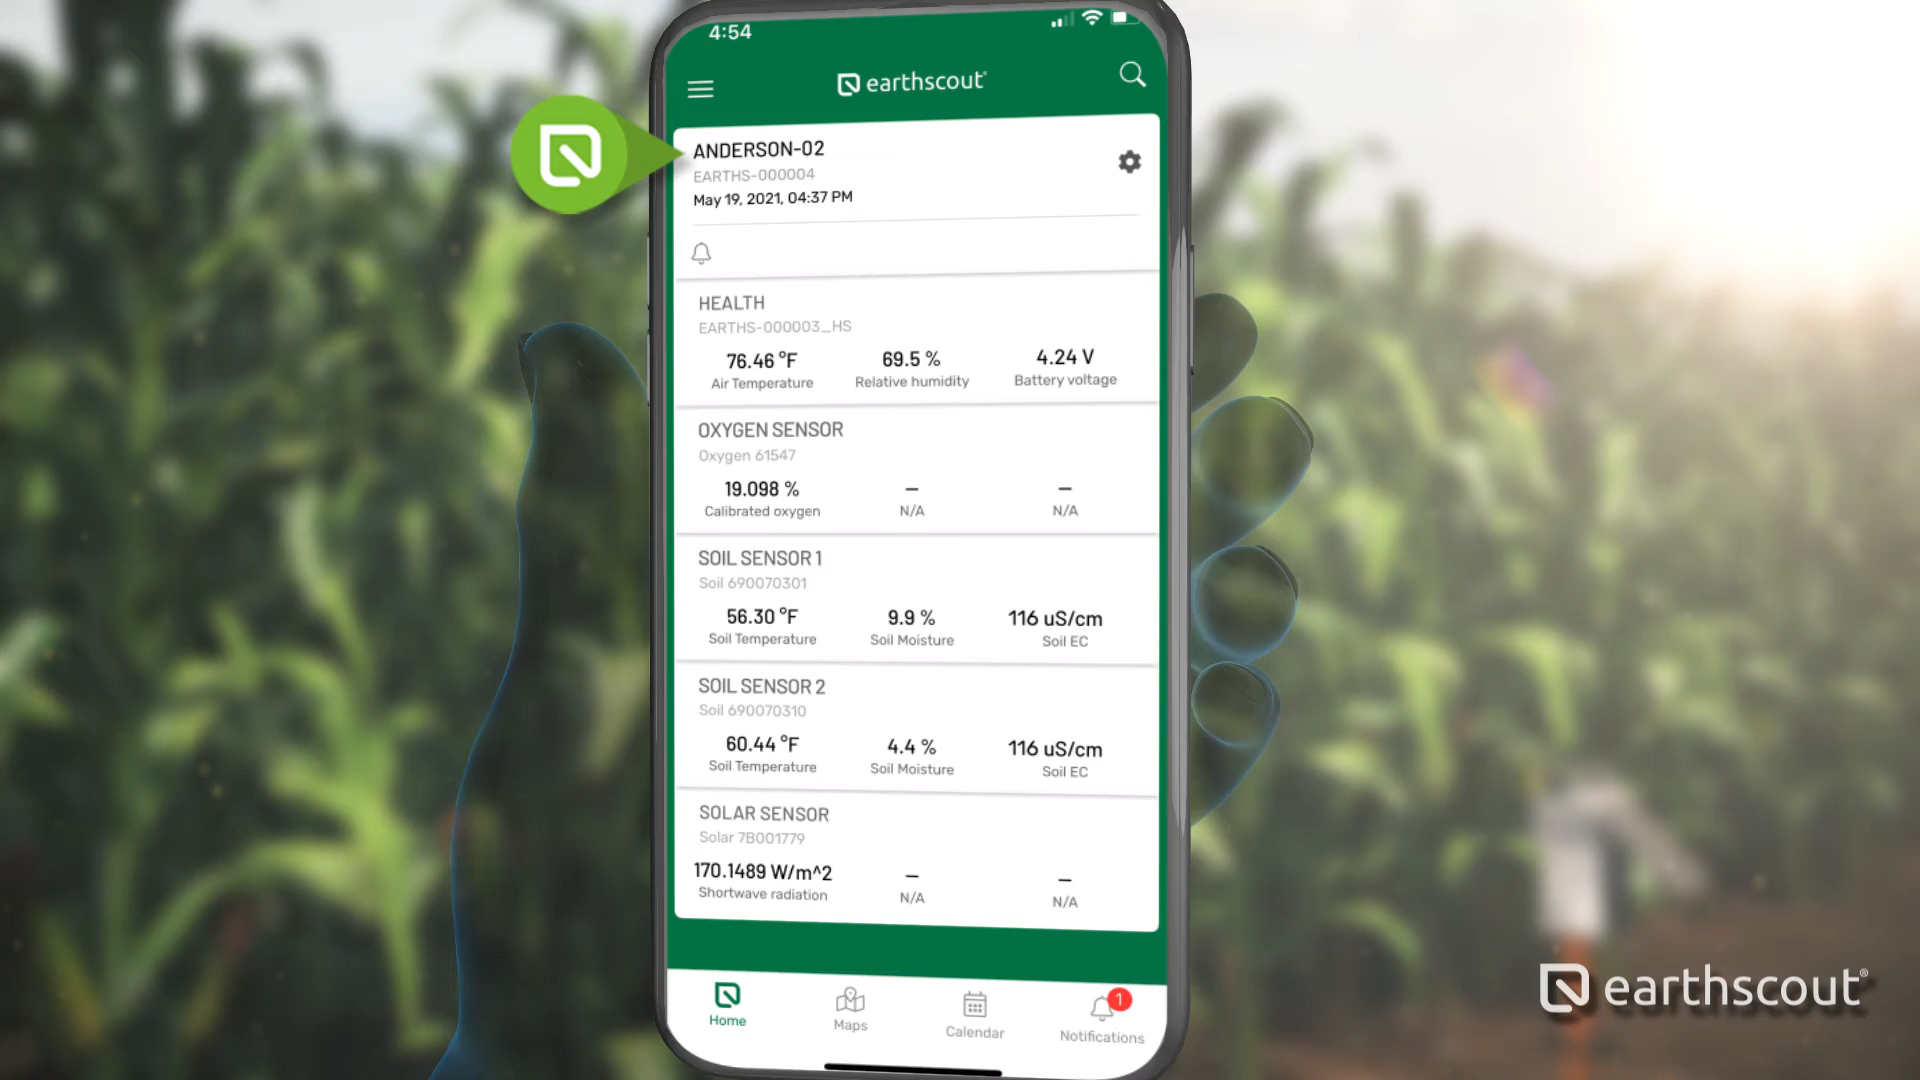 4:54
earthscout®
ANDERSON-02
EARTHS-000004
May 19, 2021, 04:37 PM
HEALTH
EARTHS-000003_HS
76.46 °F 69.5 % 4.24 V
Air Temperature Relative humidity Battery voltage
OXYGEN SENSOR
Oxygen 61547
19.098 % – –
Calibrated oxygen N/A N/A
SOIL SENSOR 1
Soil 690070301
56.30 °F 9.9 % 116 uS/cm
Soil Temperature Soil Moisture Soil EC
SOIL SENSOR 2
Soil 690070310
60.44 °F 4.4 % 116 uS/cm
Soil Temperature Soil Moisture Soil EC
SOLAR SENSOR
Solar 7B001779
170.1489 W/m^2 – –
Shortwave radiation N/A N/A
1
Home Maps Calendar Notifications
earthscout®